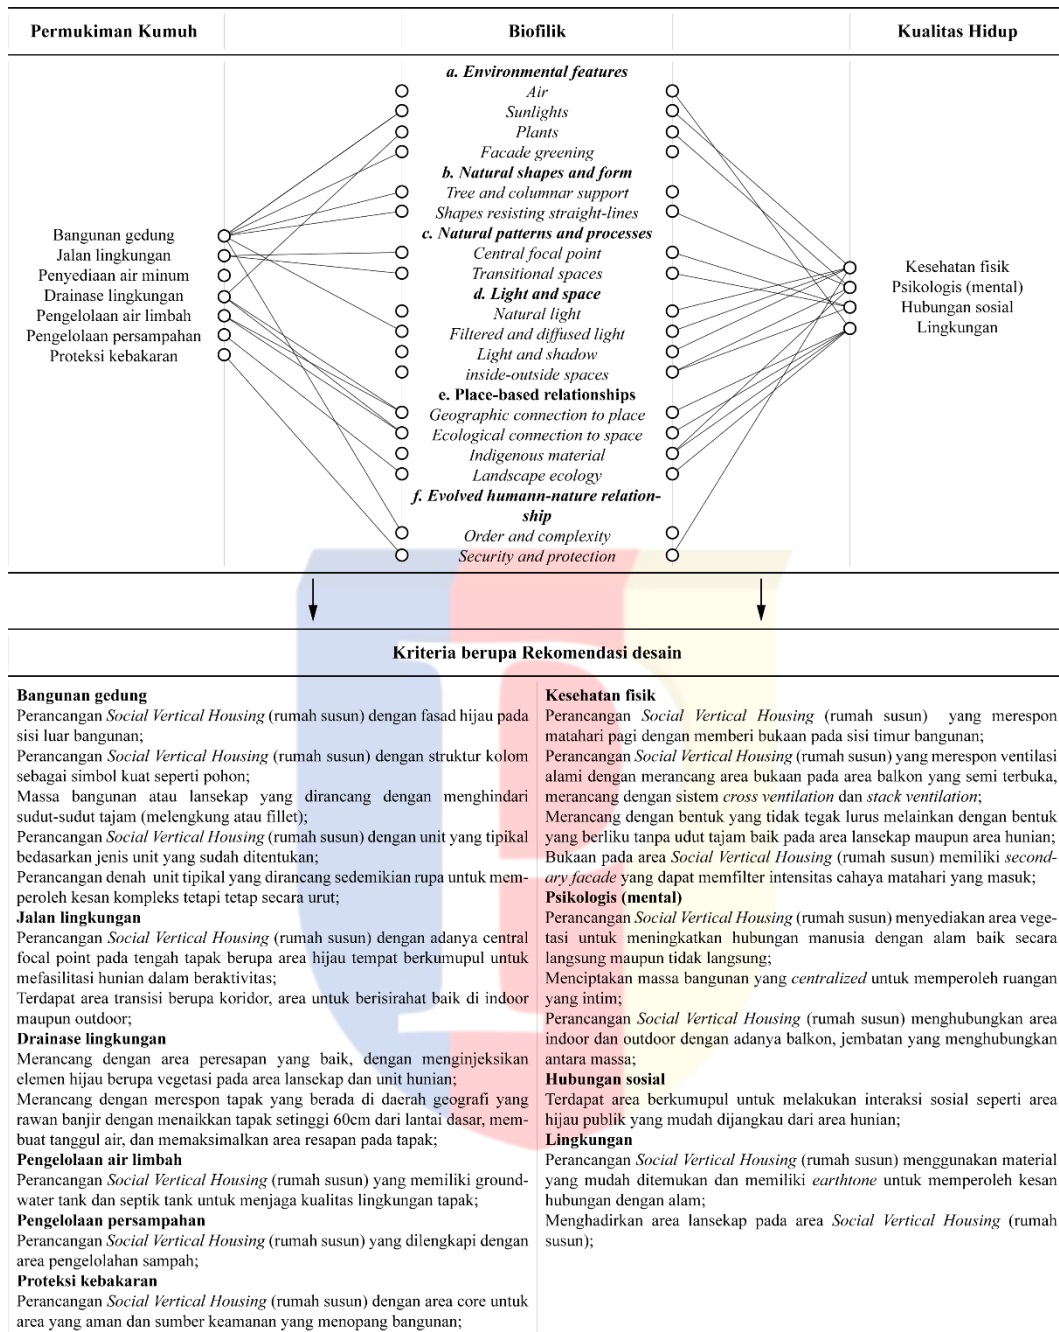 Permukiman Kumuh
Biofilik
Kualitas Hidup
a. Environmental features
Air
Sunlights
Plants
Facade greening
b. Natural shapes and form
Tree and columnar support
Shapes resisting straight-lines
c. Natural patterns and processes
Central focal point
Transitional spaces
d. Light and space
Natural light
Filtered and diffused light
Light and shadow
inside-outside spaces
e. Place-based relationships
Geographic connection to place
Ecological connection to space
Indigenous material
Landscape ecology
f. Evolved humann-nature relation-
ship
Order and complexity
Security and protection
Bangunan gedung
Jalan lingkungan
Penyediaan air minum
Drainase lingkungan
Pengelolaan air limbah
Pengelolaan persampahan
Proteksi kebakaran
Kesehatan fisik
Psikologis (mental)
Hubungan sosial
Lingkungan
Kriteria berupa Rekomendasi desain
Bangunan gedung
Perancangan Social Vertical Housing (rumah susun) dengan fasad hijau pada
sisi luar bangunan;
Perancangan Social Vertical Housing (rumah susun) dengan struktur kolom
sebagai simbol kuat seperti pohon;
Massa bangunan atau lansekap yang dirancang dengan menghindari
sudut-sudut tajam (melengkung atau fillet);
Perancangan Social Vertical Housing (rumah susun) dengan unit yang tipikal
bedasarkan jenis unit yang sudah ditentukan;
Perancangan denah unit tipikal yang dirancang sedemikian rupa untuk mem-
peroleh kesan kompleks tetapi tetap secara urut;
Jalan lingkungan
Perancangan Social Vertical Housing (rumah susun) dengan adanya central
focal point pada tengah tapak berupa area hijau tempat berkumupul untuk
mefasilitasi hunian dalam beraktivitas;
Terdapat area transisi berupa koridor, area untuk berisirahat baik di indoor
maupun outdoor;
Drainase lingkungan
Merancang dengan area peresapan yang baik, dengan menginjeksikan
elemen hijau berupa vegetasi pada area lansekap dan unit hunian;
Merancang dengan merespon tapak yang berada di daerah geografi yang
rawan banjir dengan menaikkan tapak setinggi 60cm dari lantai dasar, mem-
buat tanggul air, dan memaksimalkan area resapan pada tapak;
Pengelolaan air limbah
Perancangan Social Vertical Housing (rumah susun) yang memiliki ground-
water tank dan septik tank untuk menjaga kualitas lingkungan tapak;
Pengelolaan persampahan
Perancangan Social Vertical Housing (rumah susun) yang dilengkapi dengan
area pengelolahan sampah;
Proteksi kebakaran
Perancangan Social Vertical Housing (rumah susun) dengan area core untuk
area yang aman dan sumber keamanan yang menopang bangunan;
Kesehatan fisik
Perancangan Social Vertical Housing (rumah susun) yang merespon
matahari pagi dengan memberi bukaan pada sisi timur bangunan;
Perancangan Social Vertical Housing (rumah susun) yang merespon ventilasi
alami dengan merancang area bukaan pada area balkon yang semi terbuka,
merancang dengan sistem cross ventilation dan stack ventilation;
Merancang dengan bentuk yang tidak tegak lurus melainkan dengan bentuk
yang berliku tanpa udut tajam baik pada area lansekap maupun area hunian;
Bukaan pada area Social Vertical Housing (rumah susun) memiliki second-
ary facade yang dapat memfilter intensitas cahaya matahari yang masuk;
Psikologis (mental)
Perancangan Social Vertical Housing (rumah susun) menyediakan area vege-
tasi untuk meningkatkan hubungan manusia dengan alam baik secara
langsung maupun tidak langsung;
Menciptakan massa bangunan yang centralized untuk memperoleh ruangan
yang intim;
Perancangan Social Vertical Housing (rumah susun) menghubungkan area
indoor dan outdoor dengan adanya balkon, jembatan yang menghubungkan
antara massa;
Hubungan sosial
Terdapat area berkumupul untuk melakukan interaksi sosial seperti area
hijau publik yang mudah dijangkau dari area hunian;
Lingkungan
Perancangan Social Vertical Housing (rumah susun) menggunakan material
yang mudah ditemukan dan memiliki earthtone untuk memperoleh kesan
hubungan dengan alam;
Menghadirkan area lansekap pada area Social Vertical Housing (rumah
susun);